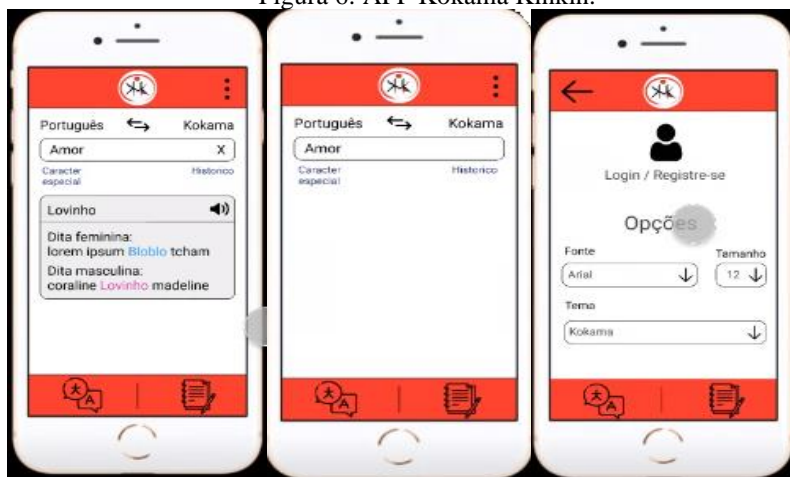 Figura 6: APP Kokama Kinkin.
Português Kokama
Amor X
Caracter especial Historico
Lovinho
Dita feminina:
lorem ipsum Bloblo tcham
Dita masculina:
coraline Lovinho madeline
A
Português Kokama
Amor
Caracter especial Historico
A
Login / Registre-se
Opções
Fonte Tamanho
Arial 12
Tema
Kokama
A